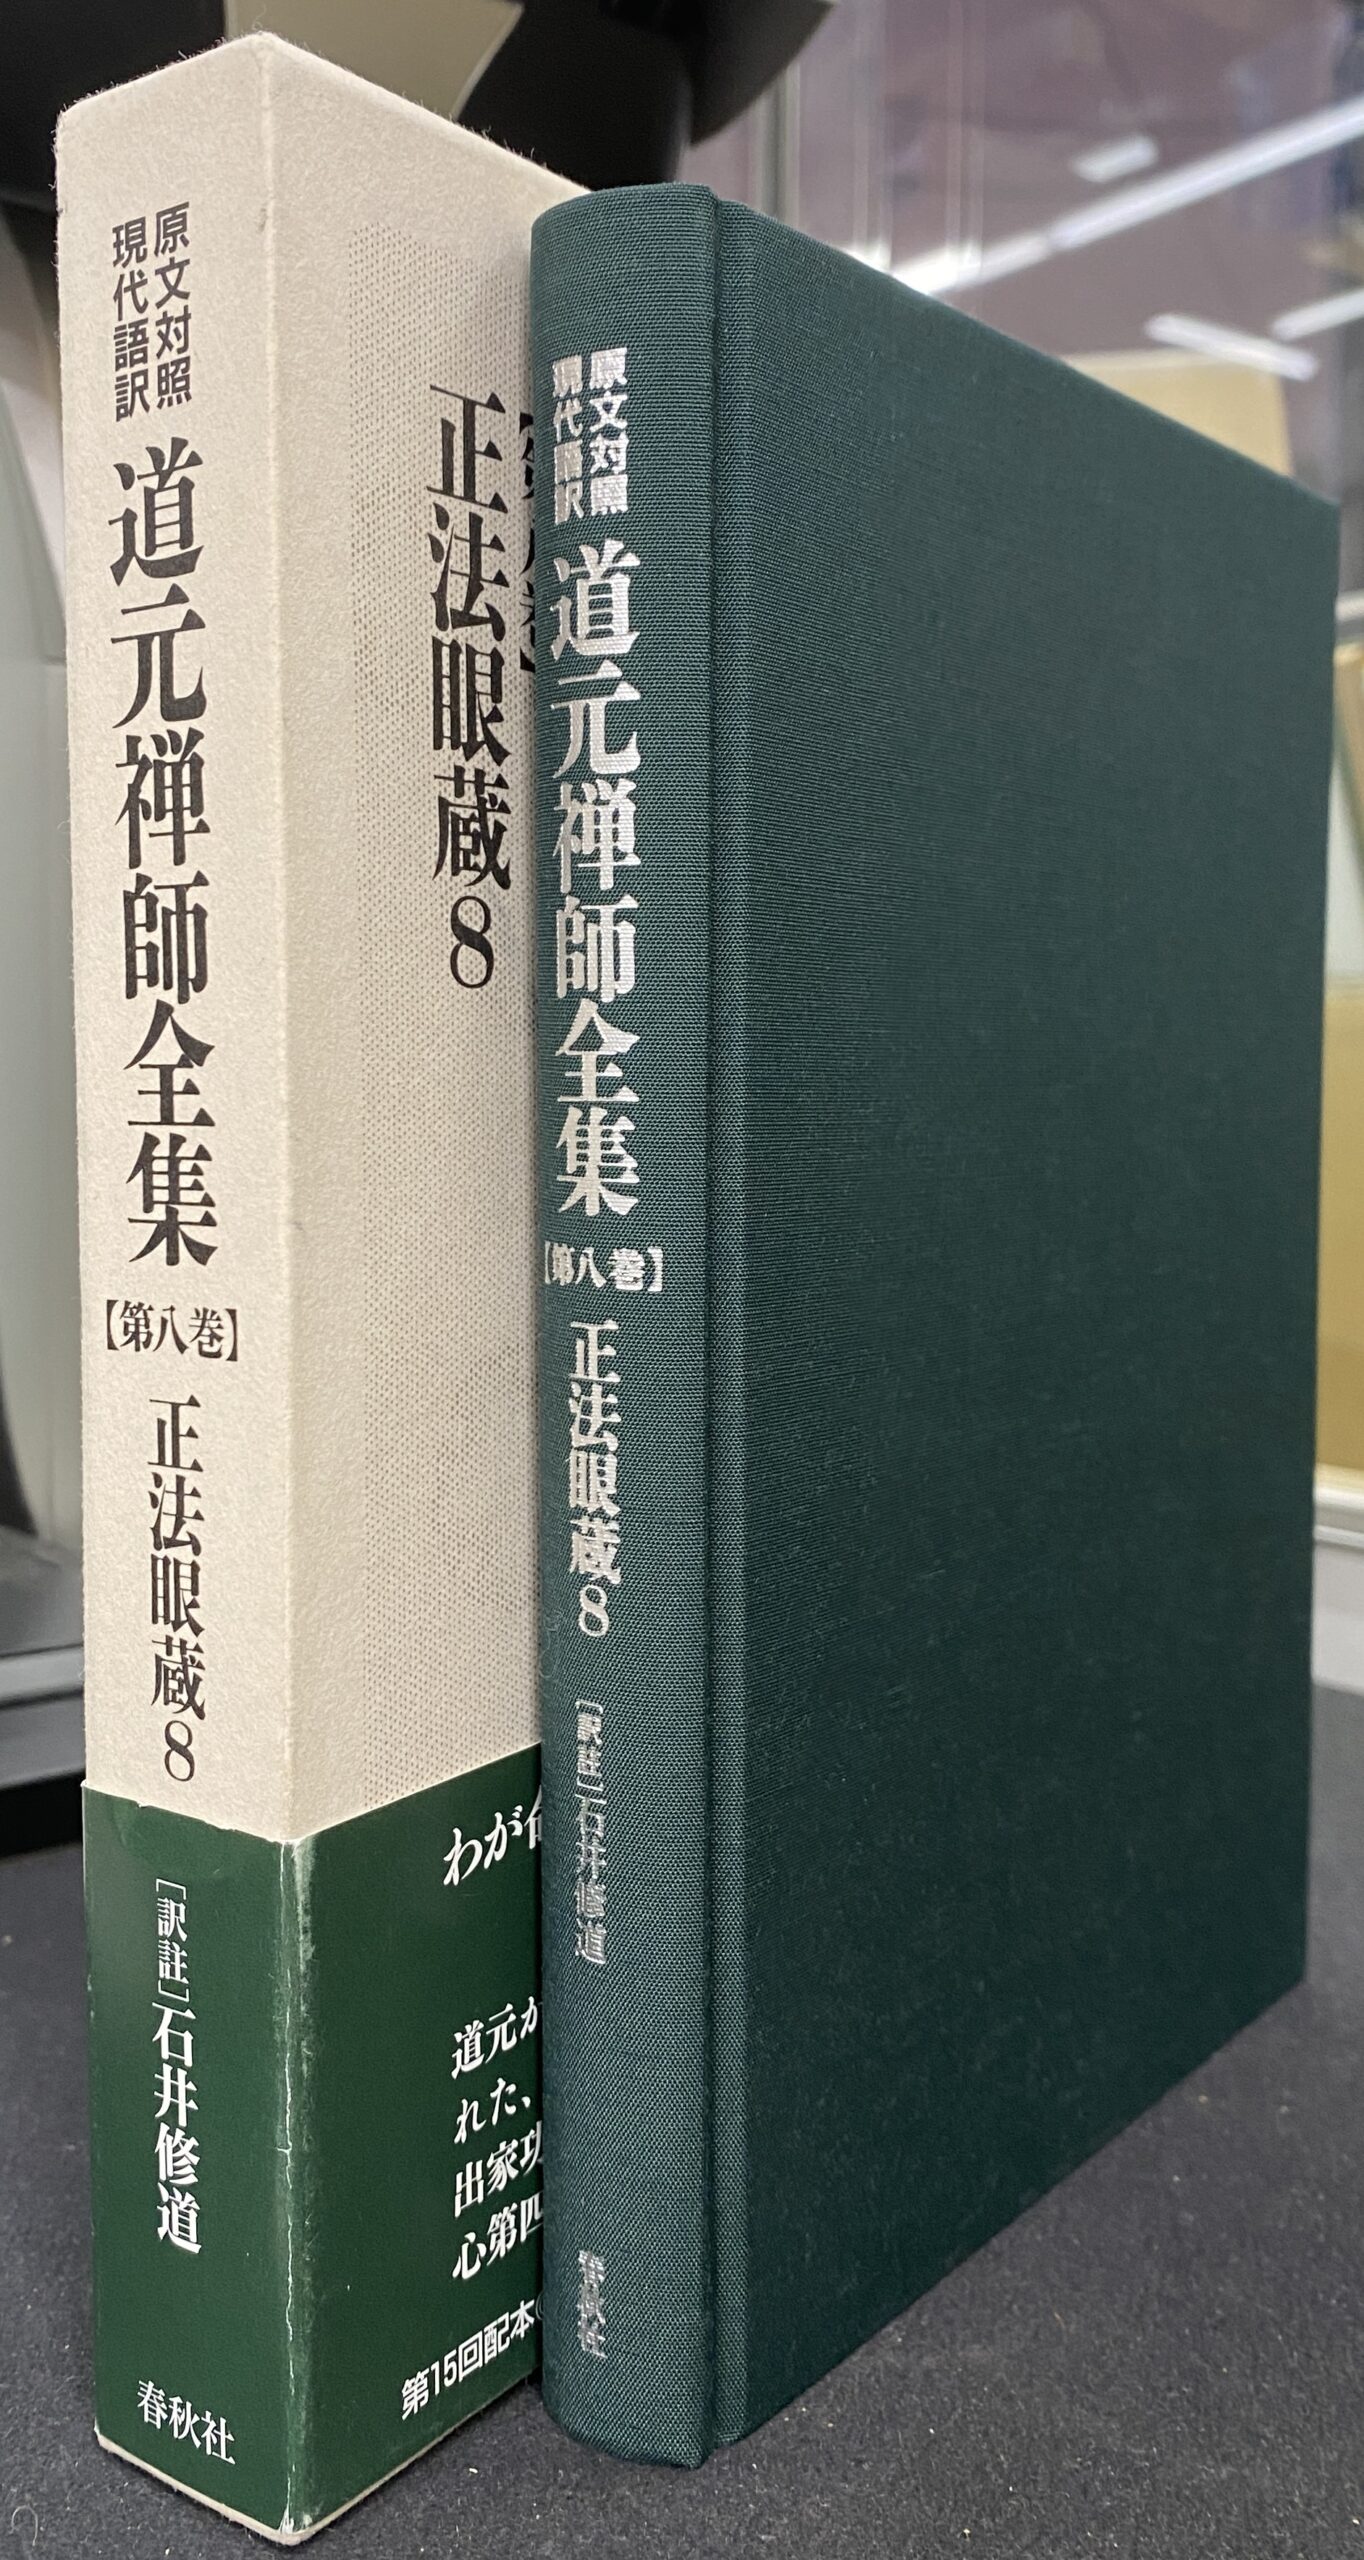 原文対照
現代語訳
道元禅師全集
【第八巻】
正法眼蔵8
[訳註]石井修道
春秋社
正法眼蔵8
わが
道元か
れた、
出家功
心第四
第15回配本
原文対照
現代語訳
道元禅師全集
【第八巻】
正法眼蔵8
[訳註]石井修道
春秋社